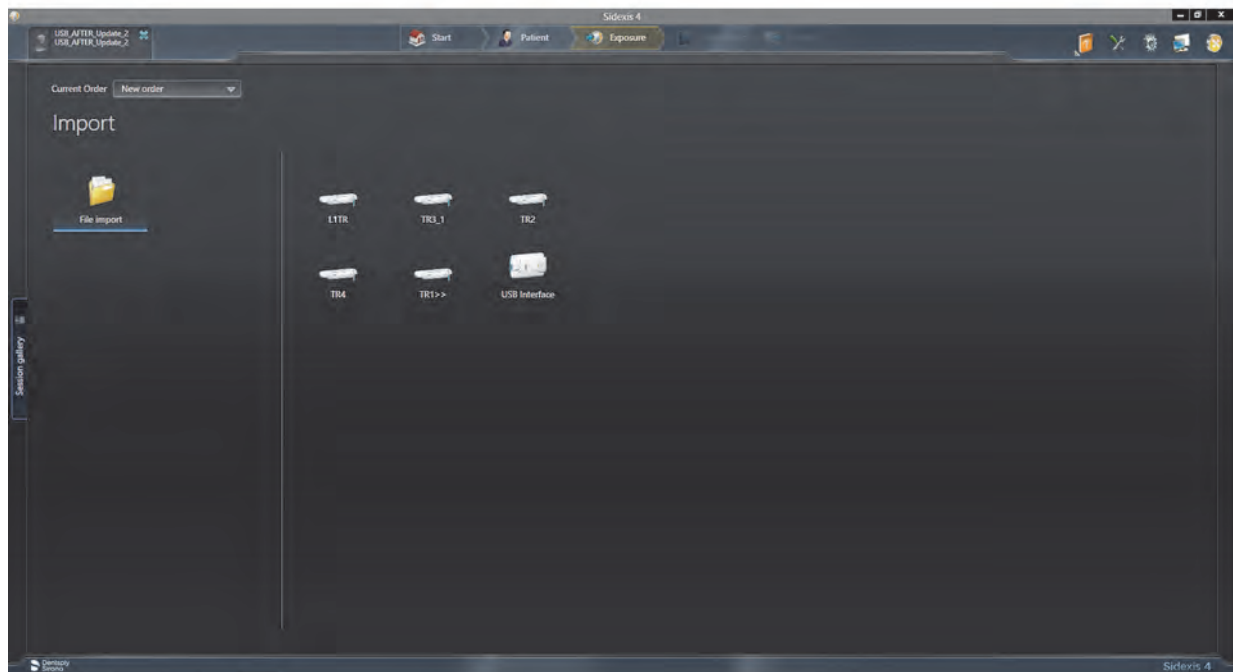 Sidexis 4
USB_AFTER_Update_2
USB_AFTER_Update_2
Start
Patient
Exposure
Current Order
New order
Import
File import
L1TR
TR3_1
TR2
TR4
TR1>>
USB Interface
Session gallery
Dentsply
Sirona
Sidexis 4